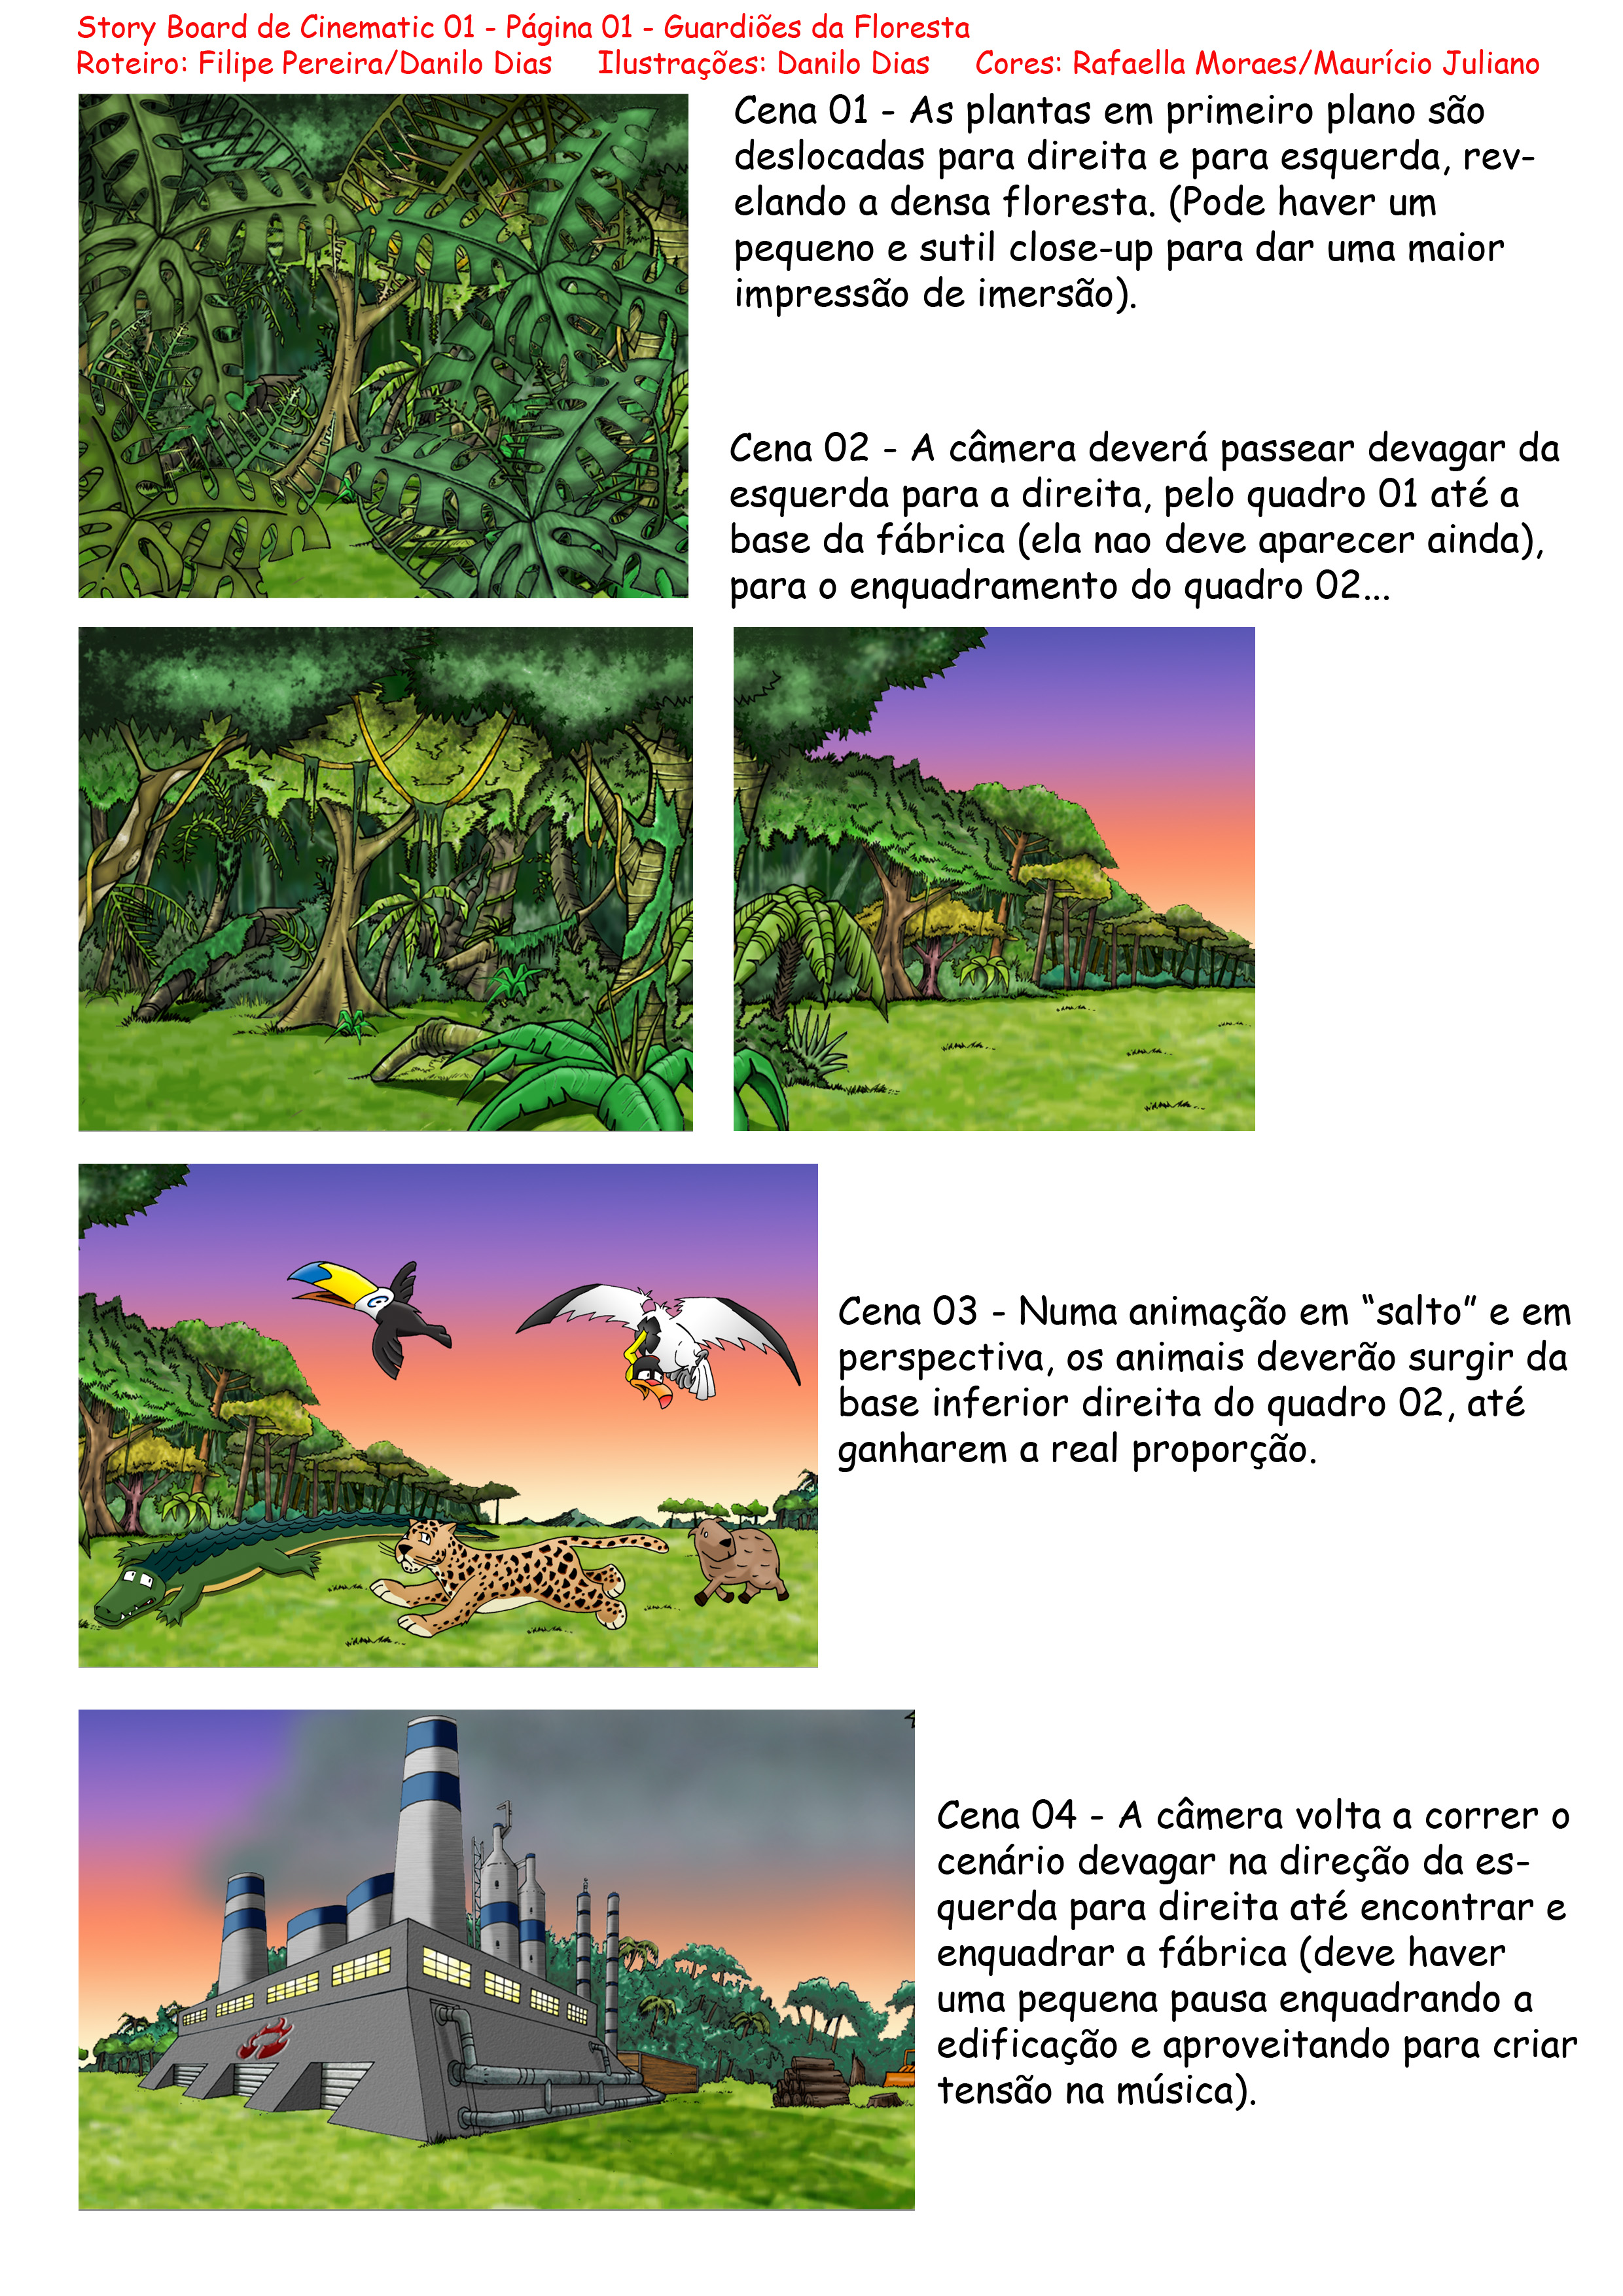 Story Board de Cinematic 01 - Página 01 - Guardiões da Floresta
Roteiro: Filipe Pereira/Danilo Dias Ilustrações: Danilo Dias Cores: Rafaella Moraes/Maurício Juliano
Cena 01 - As plantas em primeiro plano são
deslocadas para direita e para esquerda, rev-
elando a densa floresta. (Pode haver um
pequeno e sutil close-up para dar uma maior
impressão de imersão).
Cena 02 - A câmera deverá passear devagar da
esquerda para a direita, pelo quadro 01 até a
base da fábrica (ela nao deve aparecer ainda),
para o enquadramento do quadro 02...
Cena 03 - Numa animação em “salto” e em
perspectiva, os animais deverão surgir da
base inferior direita do quadro 02, até
ganharem a real proporção.
Cena 04 - A câmera volta a correr o
cenário devagar na direção da es-
querda para direita até encontrar e
enquadrar a fábrica (deve haver
uma pequena pausa enquadrando a
edificação e aproveitando para criar
tensão na música).